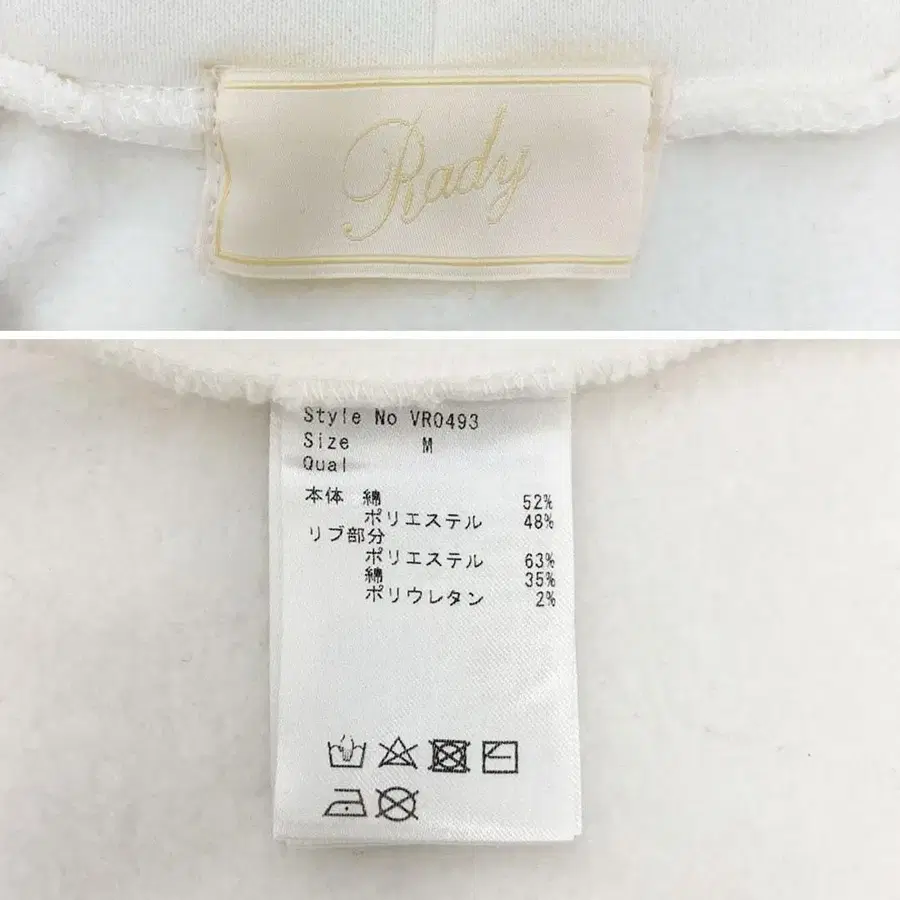 Rady
Style No VR0493
Size M
Qual
本体 綿 52%
ポリエステル 48%
リブ部分
ポリエステル 63%
綿 35%
ポリウレタン 2%